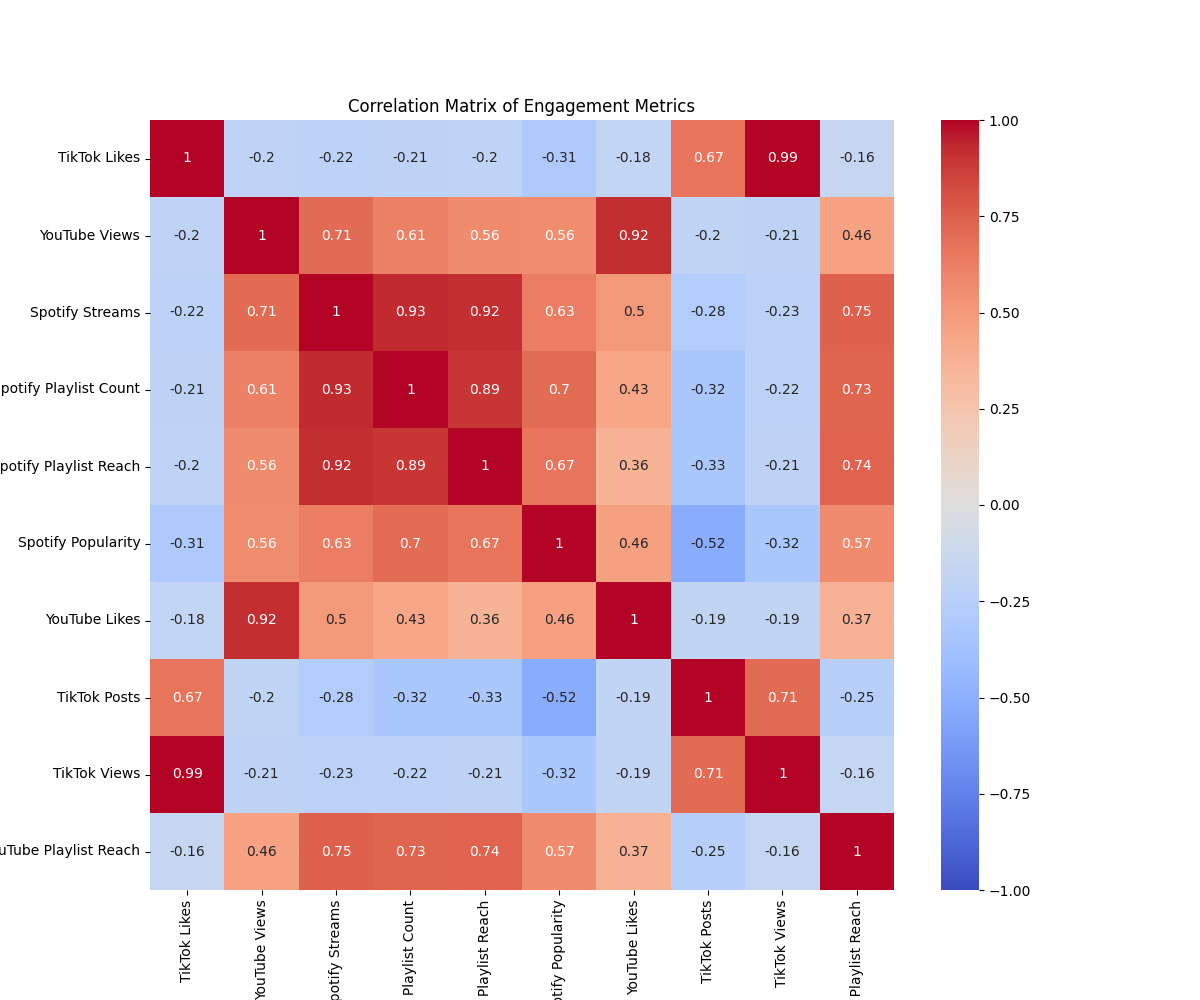 Correlation Matrix of Engagement Metrics
TikTok Likes 1 -0.2 -0.22 -0.21 -0.2 -0.31 -0.18 0.67 0.99 -0.16
YouTube Views -0.2 1 0.71 0.61 0.56 0.56 0.92 -0.2 -0.21 0.46
Spotify Streams -0.22 0.71 1 0.93 0.92 0.63 0.5 -0.28 -0.23 0.75
potify Playlist Count -0.21 0.61 0.93 1 0.89 0.7 0.43 -0.32 -0.22 0.73
potify Playlist Reach -0.2 0.56 0.92 0.89 1 0.67 0.36 -0.33 -0.21 0.74
Spotify Popularity -0.31 0.56 0.63 0.7 0.67 1 0.46 -0.52 -0.32 0.57
YouTube Likes -0.18 0.92 0.5 0.43 0.36 0.46 1 -0.19 -0.19 0.37
TikTok Posts 0.67 -0.2 -0.28 -0.32 -0.33 -0.52 -0.19 1 0.71 -0.25
TikTok Views 0.99 -0.21 -0.23 -0.22 -0.21 -0.32 -0.19 0.71 1 -0.16
uTube Playlist Reach -0.16 0.46 0.75 0.73 0.74 0.57 0.37 -0.25 -0.16 1
TikTok Likes
YouTube Views
potify Streams
Playlist Count
Playlist Reach
otify Popularity
YouTube Likes
TikTok Posts
TikTok Views
Playlist Reach
1.00
0.75
0.50
0.25
0.00
−0.25
−0.50
−0.75
−1.00